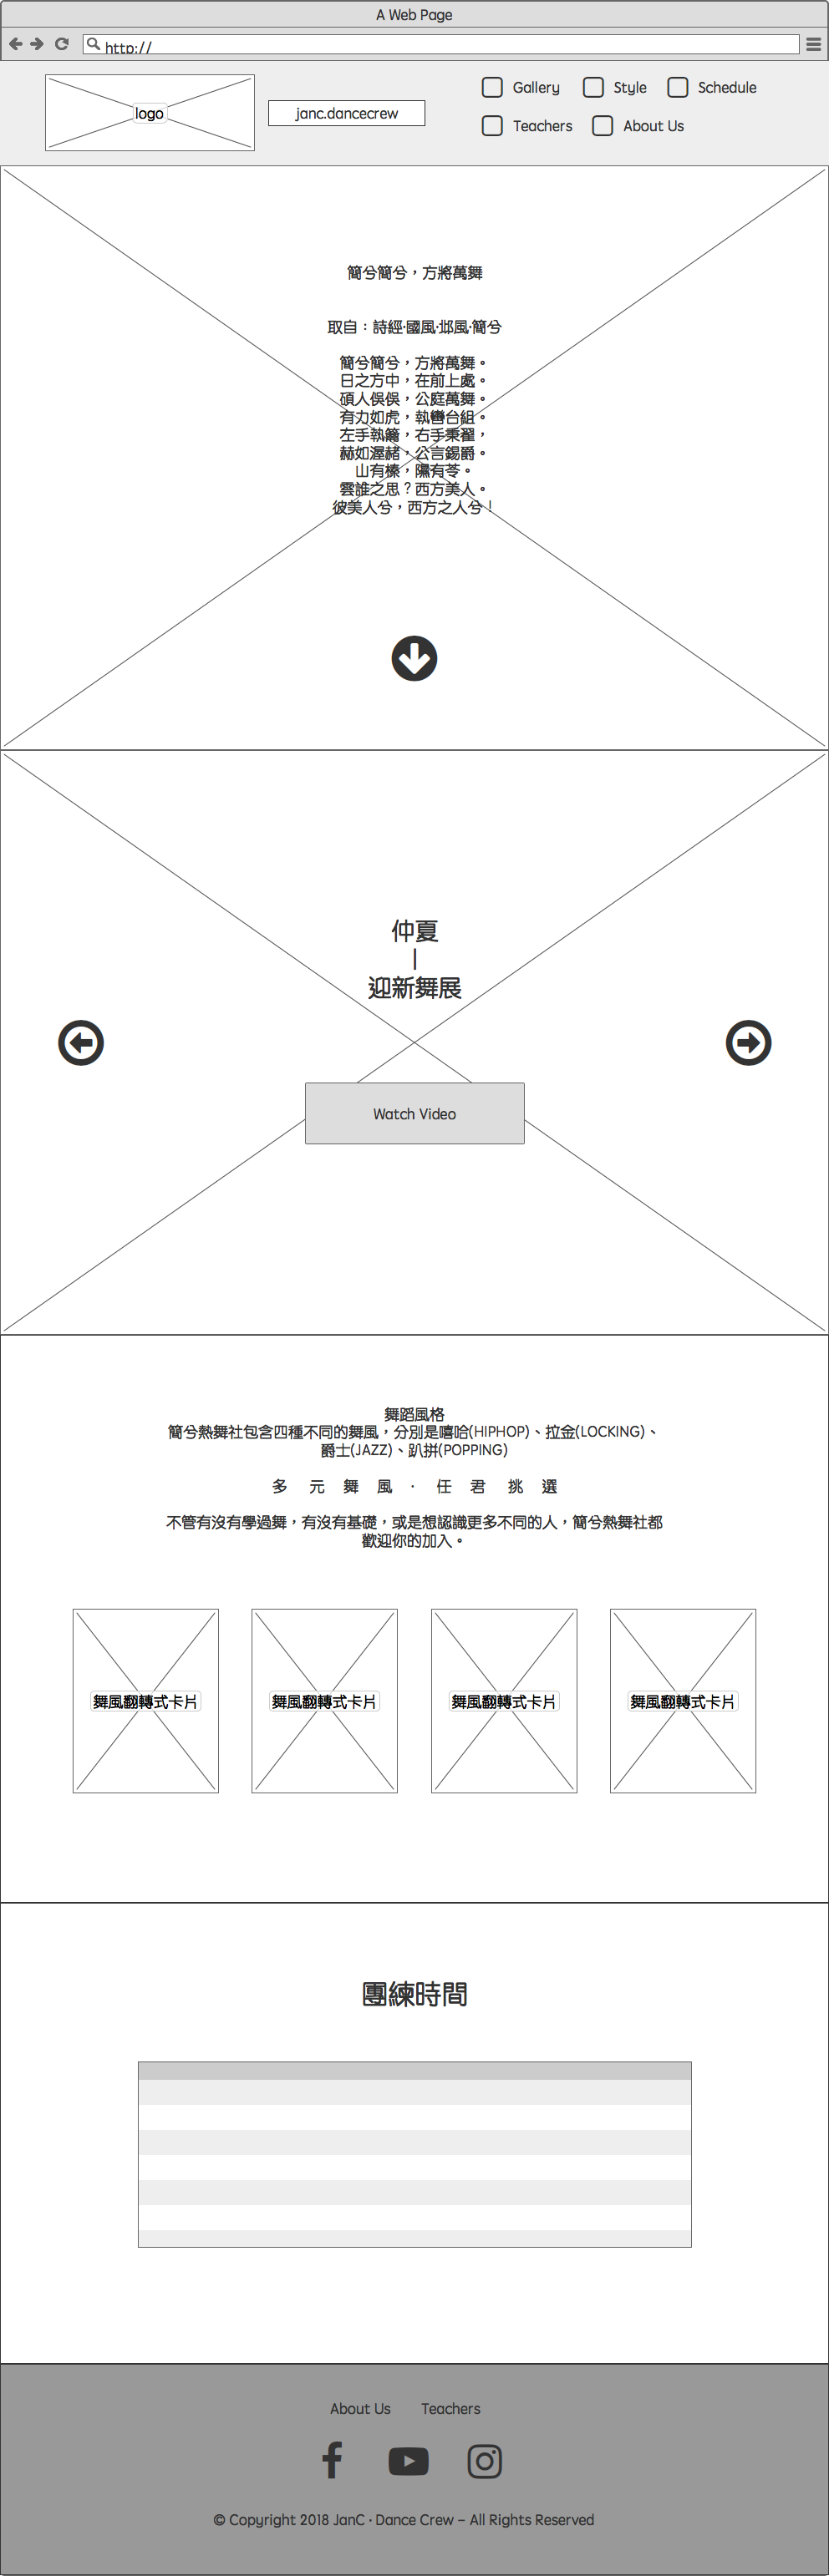 A Web Page
http://
logo
janc.dancecrew
Gallery Style Schedule
Teachers About Us
簡兮簡兮，方將萬舞
取自：詩經·國風·邶風·簡兮
簡兮簡兮，方將萬舞。
日之方中，在前上處。
碩人俁俁，公庭萬舞。
有力如虎，執轡台組。
左手執籥，右手秉翟，
赫如渥赭，公言錫爵。
山有榛，隰有苓。
雲誰之思？西方美人。
彼美人兮，西方之人兮！
仲夏
|
迎新舞展
Watch Video
舞蹈風格
簡兮熱舞社包含四種不同的舞風，分別是嘻哈(HIPHOP)、拉金(LOCKING)、
爵士(JAZZ)、趴拼(POPPING)
多 元 舞 風 · 任 君 挑 選
不管有沒有學過舞，有沒有基礎，或是想認識更多不同的人，簡兮熱舞社都
歡迎你的加入。
舞風翻轉式卡片 舞風翻轉式卡片 舞風翻轉式卡片 舞風翻轉式卡片
團練時間
About Us Teachers
© Copyright 2018 JanC · Dance Crew – All Rights Reserved